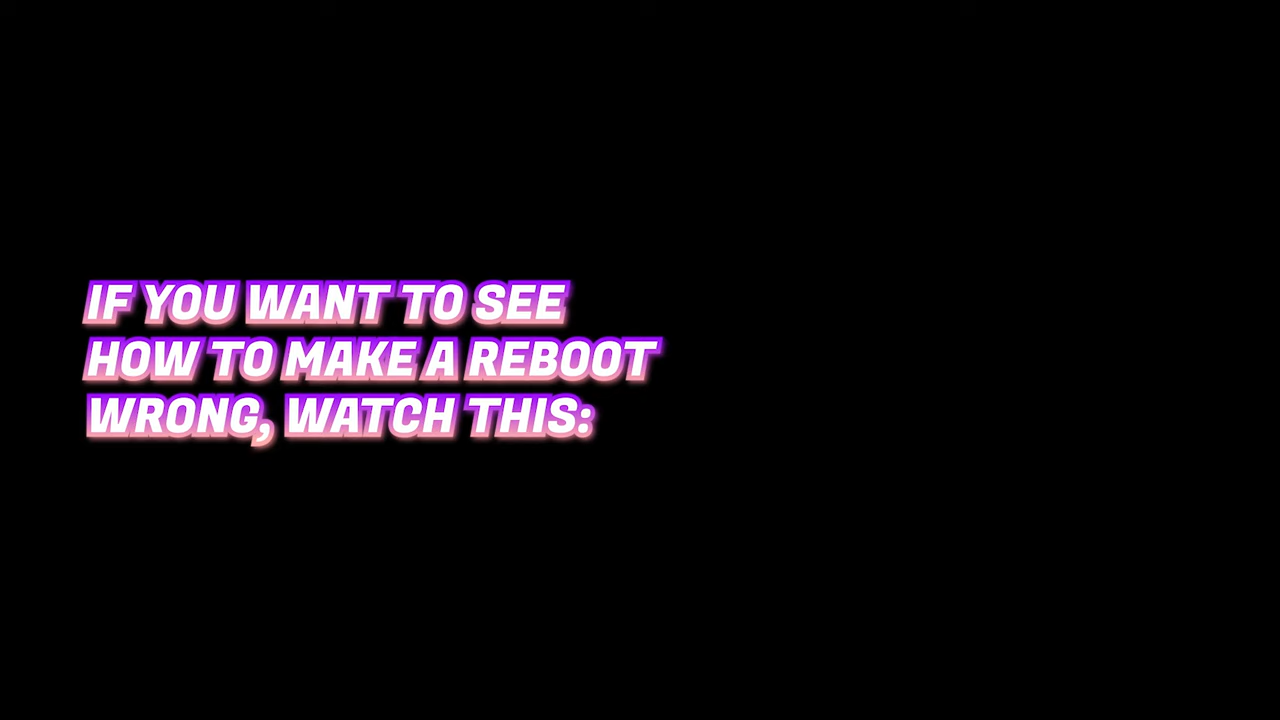 IF YOU WANT TO SEE
HOW TO MAKE A REBOOT
WRONG, WATCH THIS: